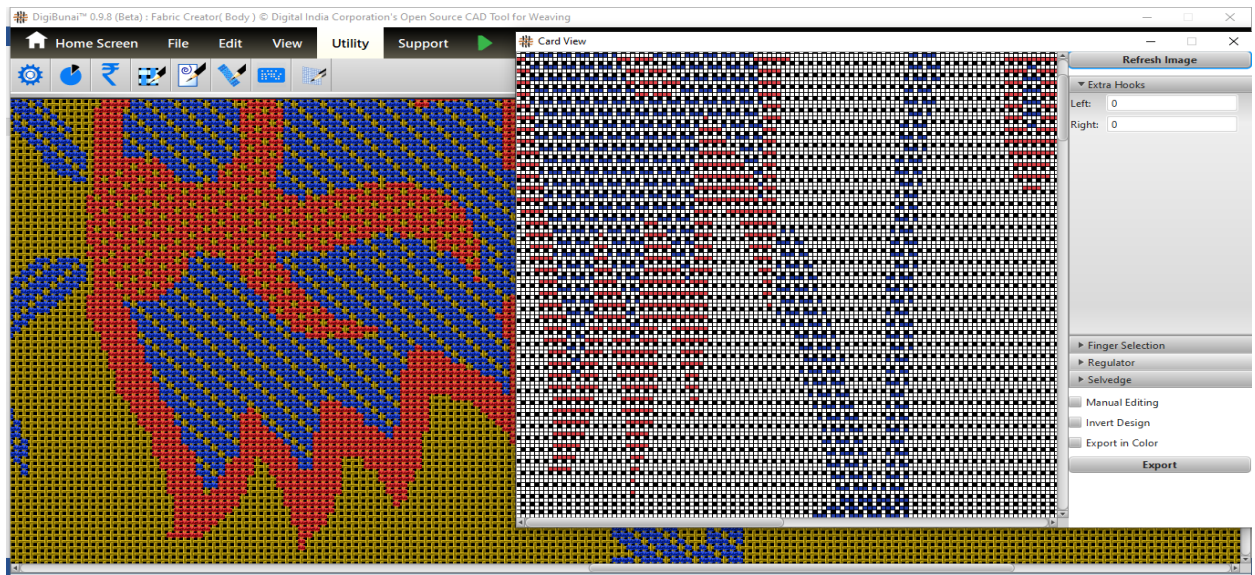 DigiBunai™ 0.9.8 (Beta) : Fabric Creator( Body ) © Digital India Corporation's Open Source CAD Tool for Weaving
Home Screen File Edit View Utility Support
Card View
Refresh Image
Extra Hooks
Left: 0
Right: 0
Finger Selection
Regulator
Selvedge
Manual Editing
Invert Design
Export in Color
Export